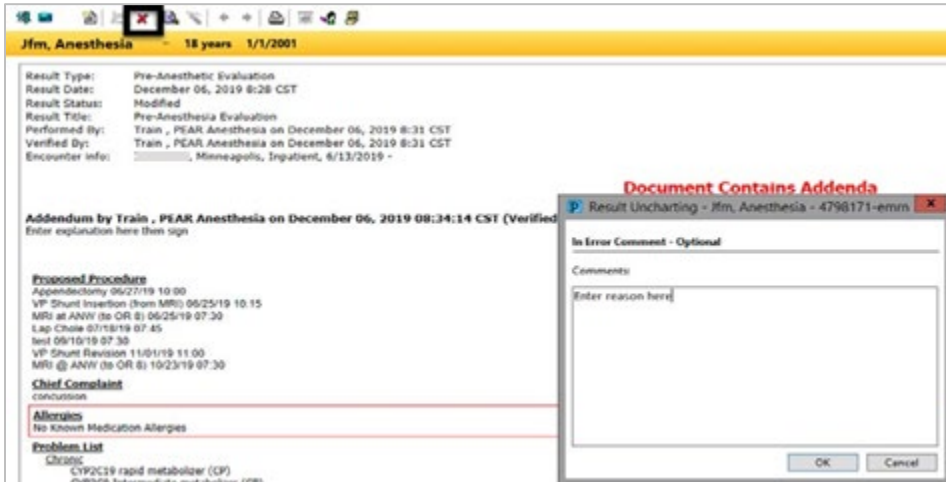 Jfm, Anesthesia - 18 years 1/1/2001
Result Type: Pre-Anesthetic Evaluation
Result Date: December 06, 2019 8:28 CST
Result Status: Modified
Result Title: Pre-Anesthesia Evaluation
Performed By: Train , PEAR Anesthesia on December 06, 2019 8:31 CST
Verified By: Train , PEAR Anesthesia on December 06, 2019 8:31 CST
Encounter info: , Minneapolis, Inpatient, 6/13/2019 -
Document Contains Addenda
Addendum by Train , PEAR Anesthesia on December 06, 2019 08:34:14 CST (Verified
Enter explanation here then sign
Proposed Procedure
Appendectomy 06/27/19 10:00
VP Shunt Insertion (from MRI) 06/25/19 10:15
MRI at ANW (to OR 8) 06/25/19 07:30
Lap Chole 07/18/19 07:45
test 09/10/19 07:30
VP Shunt Revision 11/01/19 11:00
MRI @ ANW (to OR 8) 10/23/19 07:30
Chief Complaint
concussion
Allergies
No Known Medication Allergies
Problem List
Chronic
CYP2C19 rapid metabolizer (CP)
Result Uncharting - Jfm, Anesthesia - 4798171-emm
In Error Comment - Optional
Comments:
Enter reason here
OK Cancel